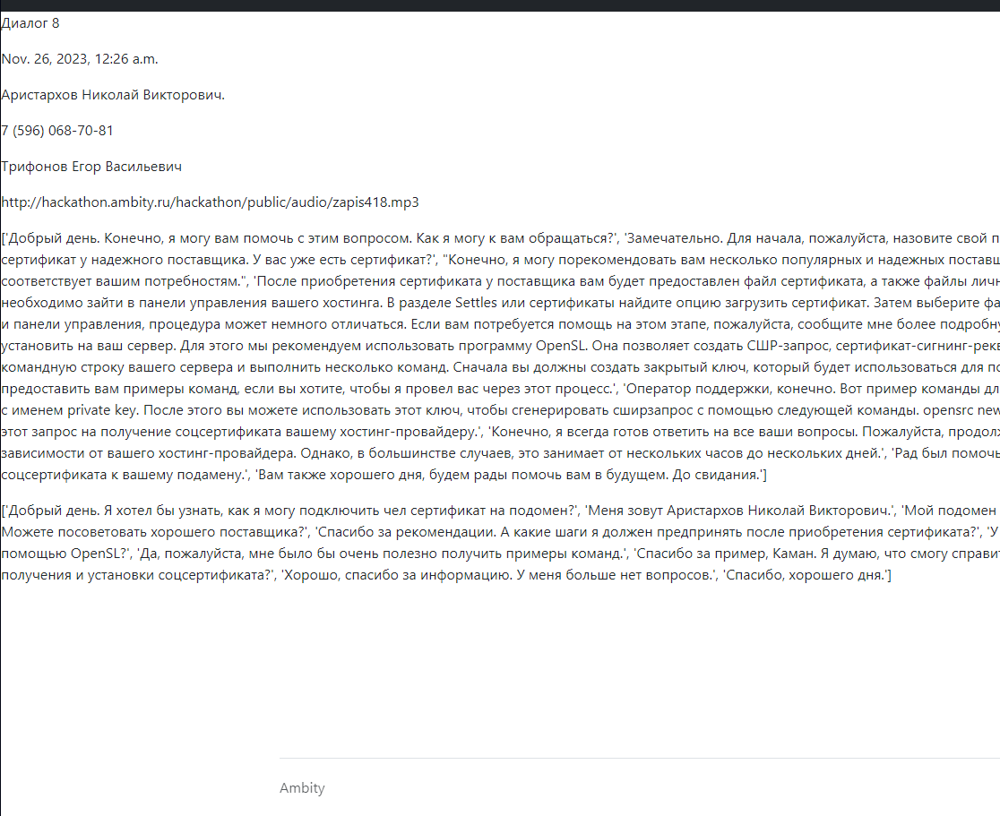 Диалог 8
Nov. 26, 2023, 12:26 a.m.
Аристархов Николай Викторович.
7 (596) 068-70-81
Трифонов Егор Васильевич
http://hackathon.ambity.ru/hackathon/public/audio/zapis418.mp3
['Добрый день. Конечно, я могу вам помочь с этим вопросом. Как я могу к вам обращаться?', 'Замечательно. Для начала, пожалуйста, назовите свой п
сертификат у надежного поставщика. У вас уже есть сертификат?', "Конечно, я могу порекомендовать вам несколько популярных и надежных поставщ
соответствует вашим потребностям.", 'После приобретения сертификата у поставщика вам будет предоставлен файл сертификата, а также файлы личн
необходимо зайти в панели управления вашего хостинга. В разделе Settles или сертификаты найдите опцию загрузить сертификат. Затем выберите фа
и панели управления, процедура может немного отличаться. Если вам потребуется помощь на этом этапе, пожалуйста, сообщите мне более подробну
установить на ваш сервер. Для этого мы рекомендуем использовать программу OpenSL. Она позволяет создать СШР-запрос, сертификат-сигнинг-рекв
командную строку вашего сервера и выполнить несколько команд. Сначала вы должны создать закрытый ключ, который будет использоваться для по
предоставить вам примеры команд, если вы хотите, чтобы я провел вас через этот процесс.', 'Оператор поддержки, конечно. Вот пример команды дл
с именем private key. После этого вы можете использовать этот ключ, чтобы сгенерировать сширзапрос с помощью следующей команды. opensrc new
этот запрос на получение соцсертификата вашему хостинг-провайдеру.', 'Конечно, я всегда готов ответить на все ваши вопросы. Пожалуйста, продолж
зависимости от вашего хостинг-провайдера. Однако, в большинстве случаев, это занимает от нескольких часов до нескольких дней.', 'Рад был помочь
соцсертификата к вашему подамену.', 'Вам также хорошего дня, будем рады помочь вам в будущем. До свидания.']
['Добрый день. Я хотел бы узнать, как я могу подключить чел сертификат на подомен?', 'Меня зовут Аристархов Николай Викторович.', 'Мой подомен
Можете посоветовать хорошего поставщика?', 'Спасибо за рекомендации. А какие шаги я должен предпринять после приобретения сертификата?', 'У
помощью OpenSL?', 'Да, пожалуйста, мне было бы очень полезно получить примеры команд.', 'Спасибо за пример, Каман. Я думаю, что смогу справит
получения и установки соцсертификата?', 'Хорошо, спасибо за информацию. У меня больше нет вопросов.', 'Спасибо, хорошего дня.']
Ambity